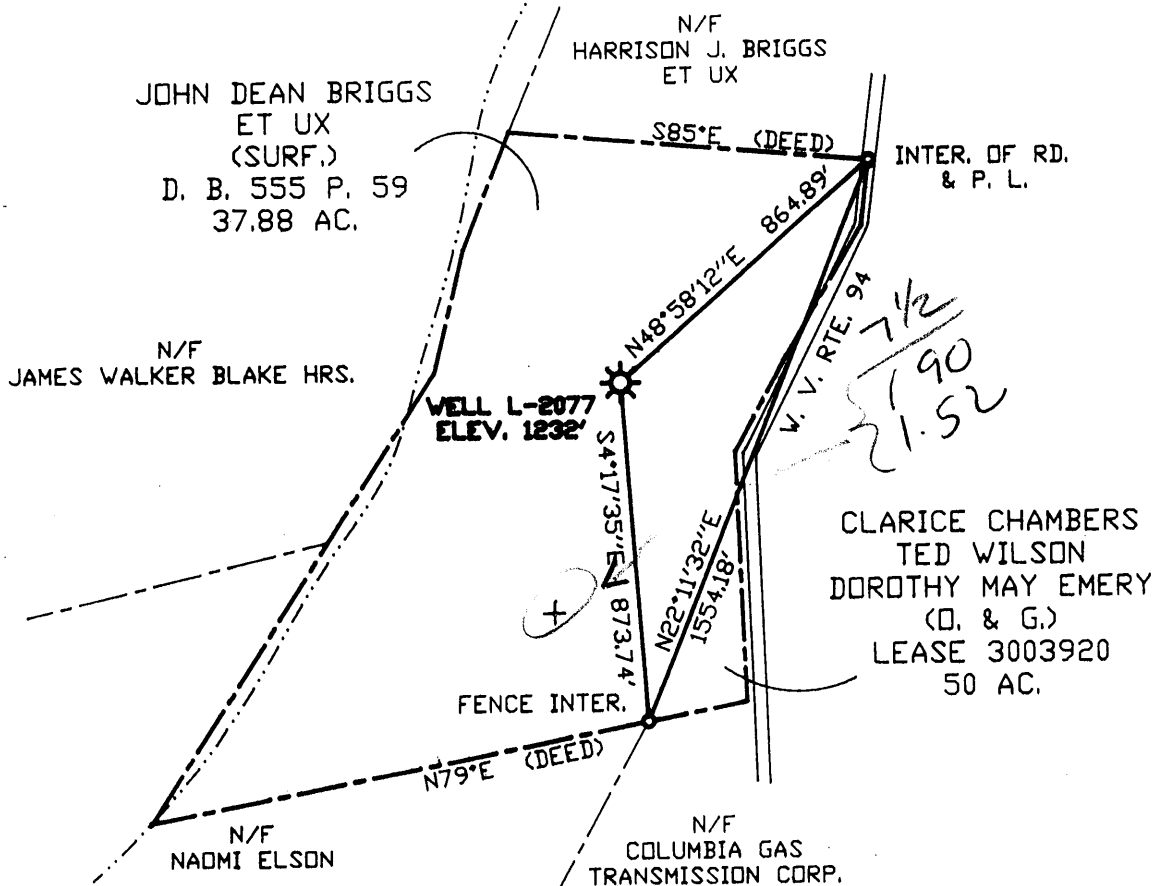 N/F
HARRISON J. BRIGGS
ET UX
JOHN DEAN BRIGGS
ET UX
(SURF.)
D. B. 555 P. 59
37.88 AC.
S85°E (DEED)
INTER. OF RD.
& P. L.
N48°58'12"E 864.89'
N/F
JAMES WALKER BLAKE HRS.
WELL L-2077
ELEV. 1232'
W. V. RTE. 94
7 1/2
1.90
1.52
S4°17'35"E 873.74'
N22°11'32"E
1554.18'
+
CLARICE CHAMBERS
TED WILSON
DOROTHY MAY EMERY
(O. & G.)
LEASE 3003920
50 AC.
FENCE INTER.
N79°E (DEED)
N/F
NAOMI ELSON
N/F
COLUMBIA GAS
TRANSMISSION CORP.